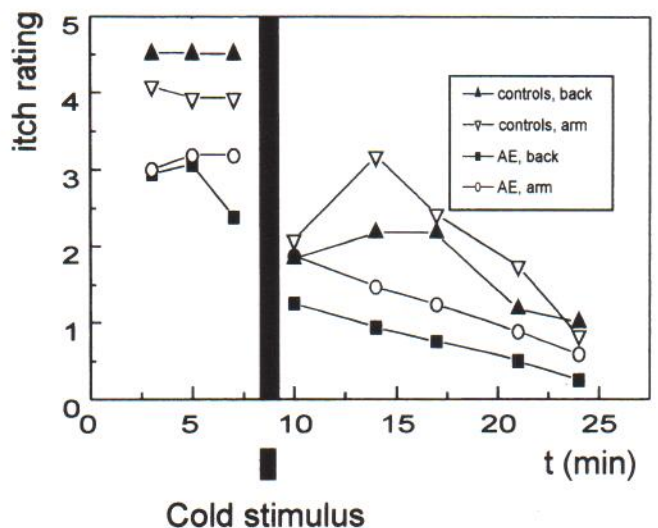 itch rating
5
4
3
2
1
0
controls, back
controls, arm
AE, back
AE, arm
0 5 10 15 20 25
t (min)
Cold stimulus